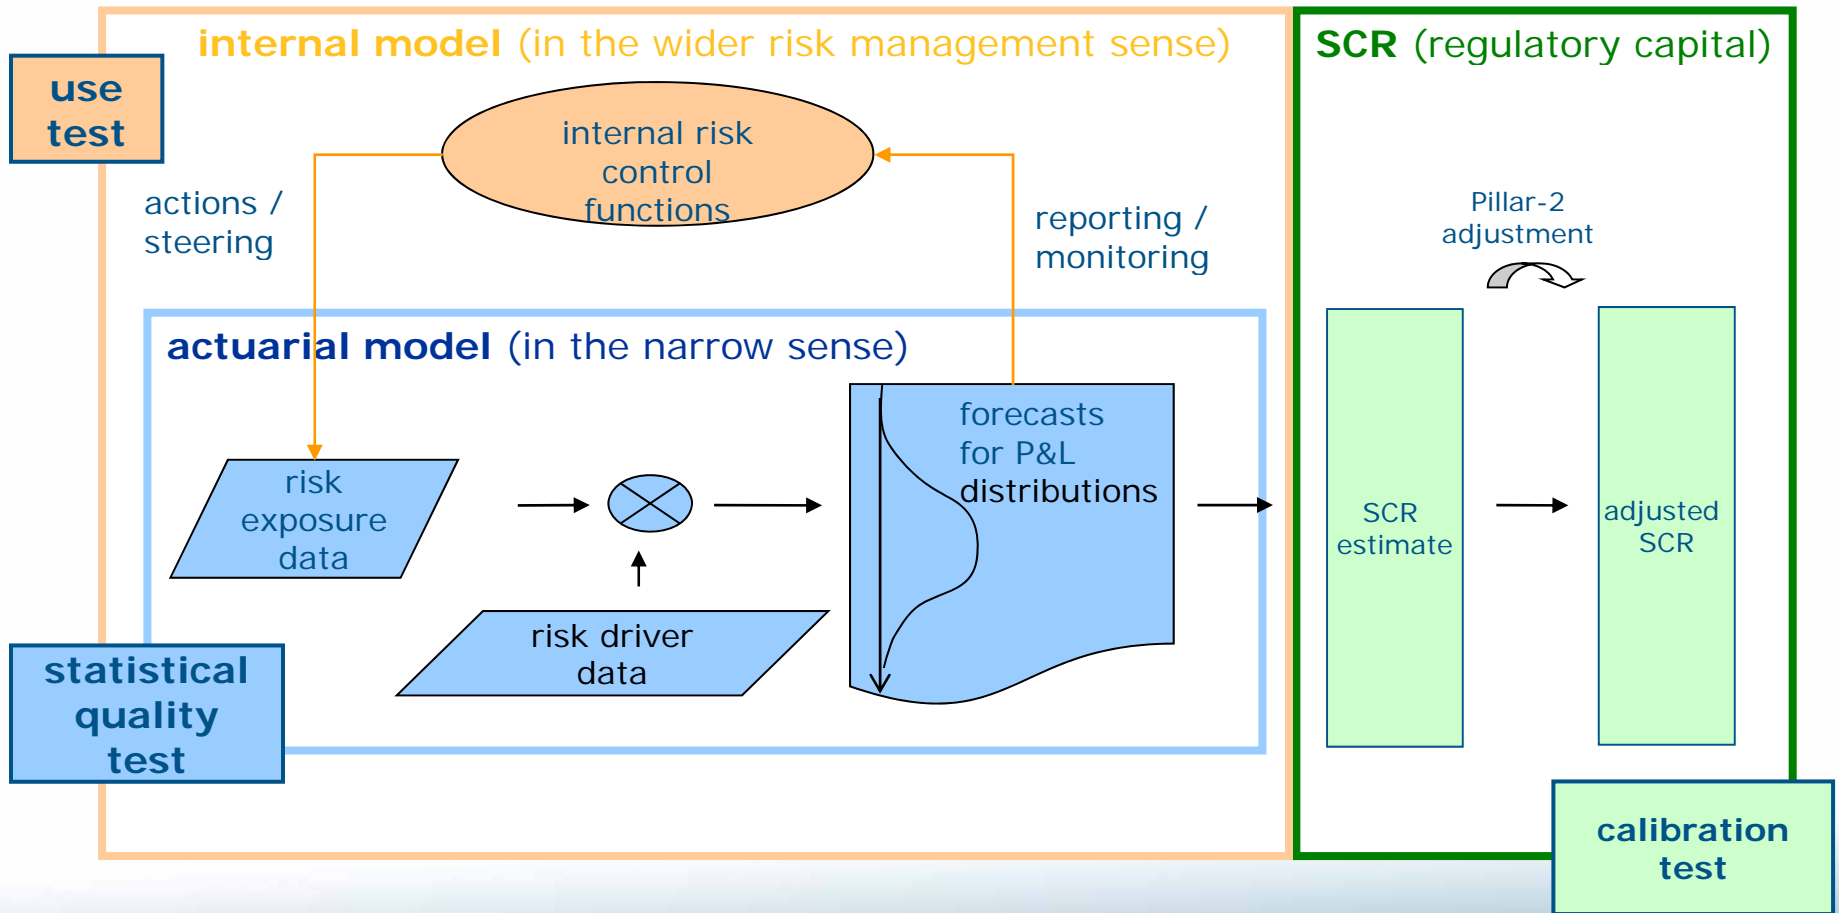 internal model (in the wider risk management sense)
SCR (regulatory capital)
use
test
internal risk
control
functions
actions /
steering
reporting /
monitoring
Pillar-2
adjustment
actuarial model (in the narrow sense)
forecasts
for P&L
distributions
risk
exposure
data
SCR
estimate
adjusted
SCR
risk driver
data
statistical
quality
test
calibration
test